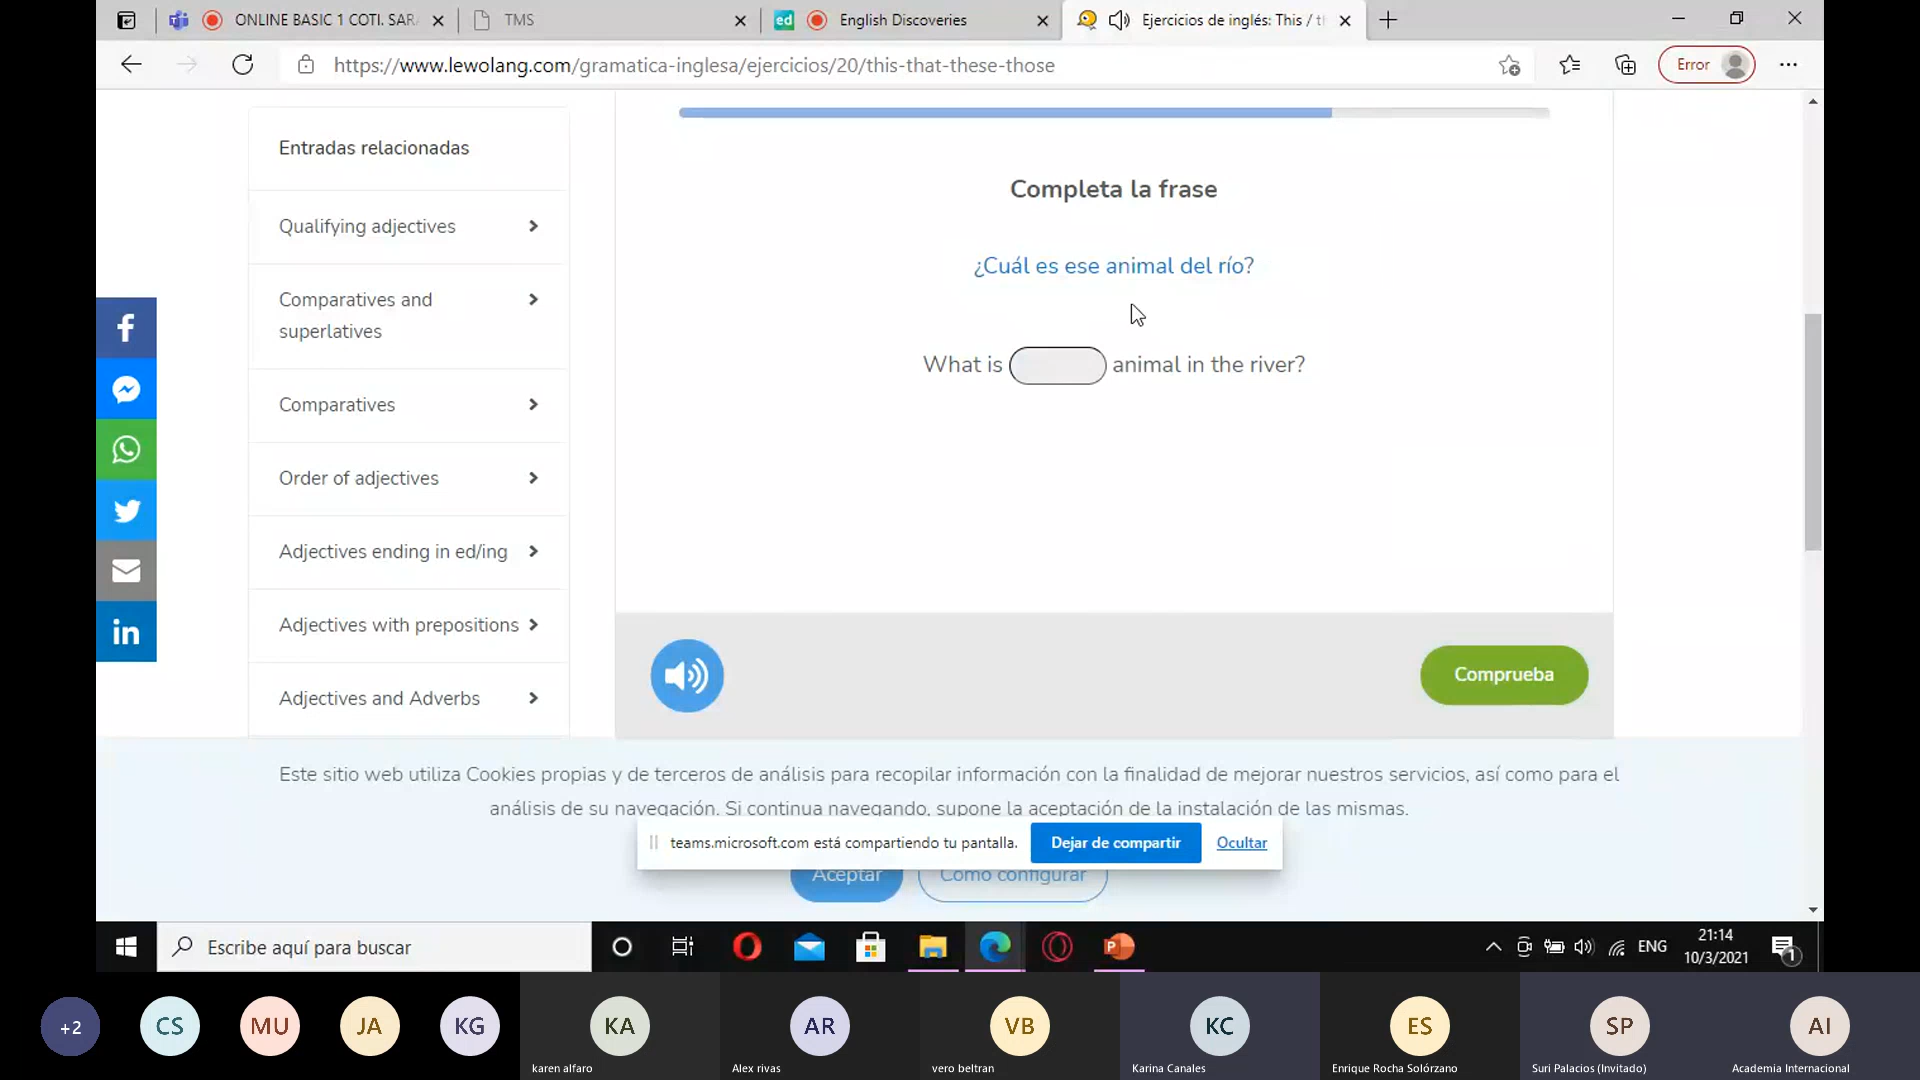 ONLINE BASIC 1 COTI. SAR
TMS
English Discoveries
Ejercicios de inglés: This / t
https://www.lewolang.com/gramatica-inglesa/ejercicios/20/this-that-these-those
Error
Entradas relacionadas
Qualifying adjectives
Comparatives and
superlatives
Comparatives
Order of adjectives
Adjectives ending in ed/ing
Adjectives with prepositions
Adjectives and Adverbs
Completa la frase
¿Cuál es ese animal del río?
What is animal in the river?
Comprueba
Este sitio web utiliza Cookies propias y de terceros de análisis para recopilar información con la finalidad de mejorar nuestros servicios, así como para el
análisis de su navegación. Si continua navegando, supone la aceptación de la instalación de las mismas.
teams.microsoft.com está compartiendo tu pantalla.
Dejar de compartir
Ocultar
Aceptar
Como configurar
Escribe aquí para buscar
ENG
21:14
10/3/2021
1
+2
CS
MU
JA
KG
KA
karen alfaro
AR
Alex rivas
VB
vero beltran
KC
Karina Canales
ES
Enrique Rocha Solórzano
SP
Suri Palacios (Invitado)
AI
Academia Internacional